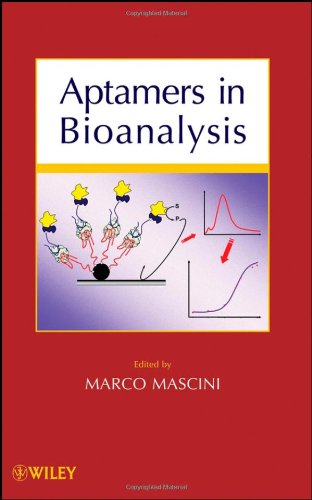 Aptamers in
Bioanalysis
S
P
Edited by
MARCO MASCINI
WILEY